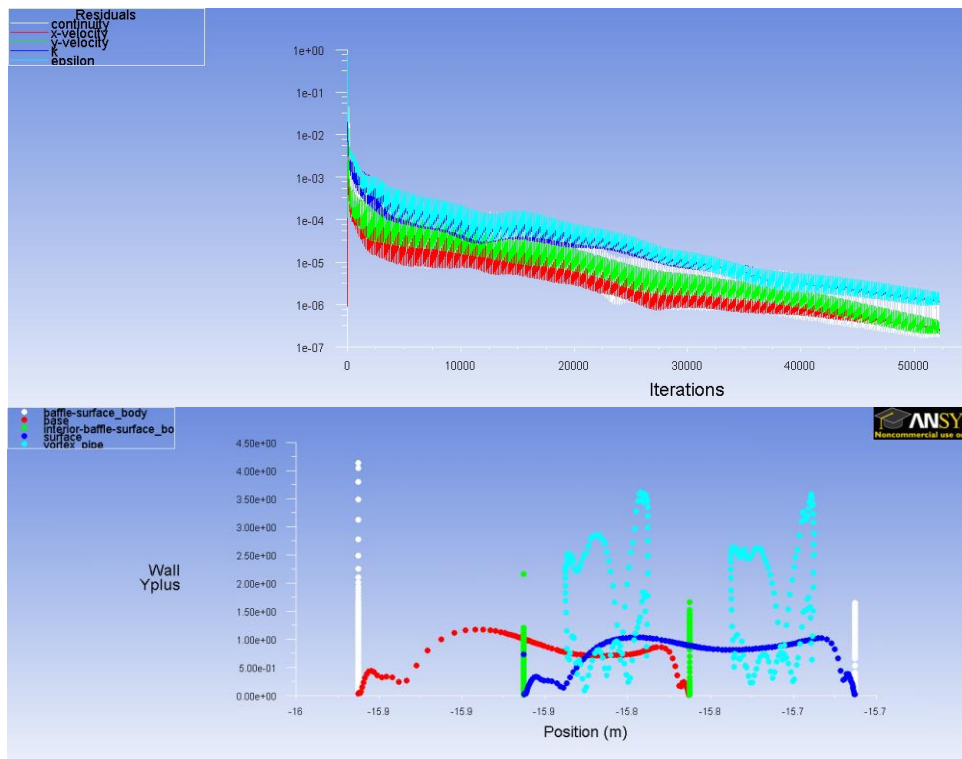 Residuals
continuity
x-velocity
y-velocity
k
epsilon
1e+00
1e-01
1e-02
1e-03
1e-04
1e-05
1e-06
1e-07
0 10000 20000 30000 40000 50000
Iterations
baffle-surface_body
base
interior-baffle-surface_bo
surface
vortex_pipe
ANSY
Noncommercial use o
4.50e+00
4.00e+00
3.50e+00
3.00e+00
2.50e+00
2.00e+00
1.50e+00
1.00e+00
5.00e-01
0.00e+00
Wall
Yplus
-16 -15.9 -15.9 -15.9 -15.8 -15.8 -15.7 -15.7
Position (m)